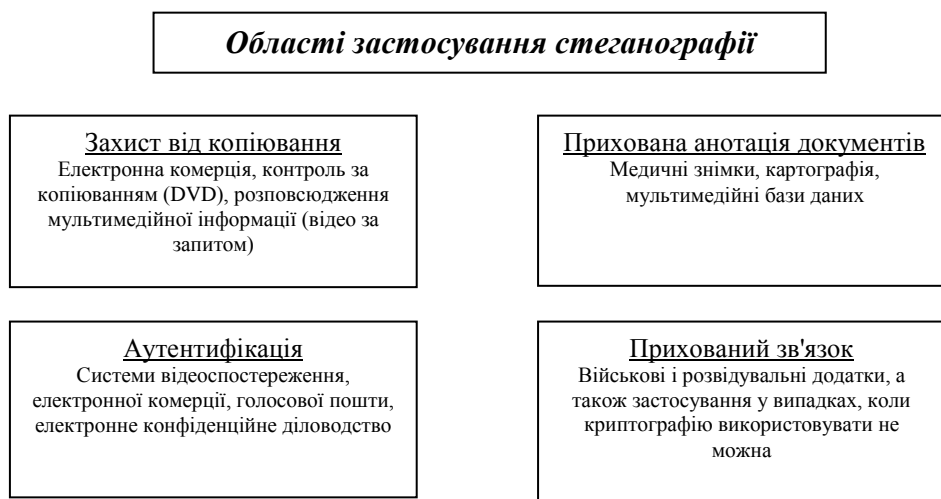 Області застосування стеганографії
Захист від копіювання
Електронна комерція, контроль за
копіюванням (DVD), розповсюдження
мультимедійної інформації (відео за
запитом)
Прихована анотація документів
Медичні знімки, картографія,
мультимедійні бази даних
Аутентифікація
Системи відеоспостереження,
електронної комерції, голосової пошти,
електронне конфіденційне діловодство
Прихований зв'язок
Військові і розвідувальні додатки, а
також застосування у випадках, коли
криптографію використовувати не
можна